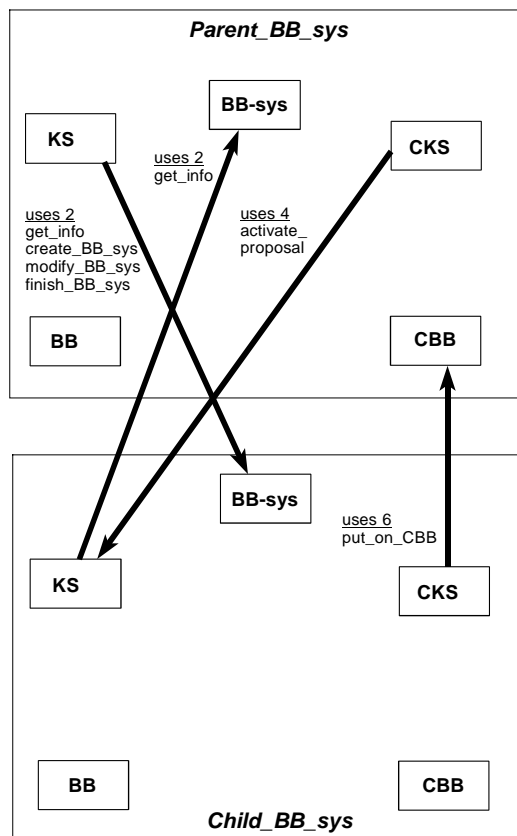 Parent_BB_sys
BB-sys
KS
CKS
uses 2
get_info
uses 2
get_info
create_BB_sys
modify_BB_sys
finish_BB_sys
uses 4
activate_
proposal
BB
CBB
BB-sys
uses 6
put_on_CBB
KS
CKS
BB
CBB
Child_BB_sys